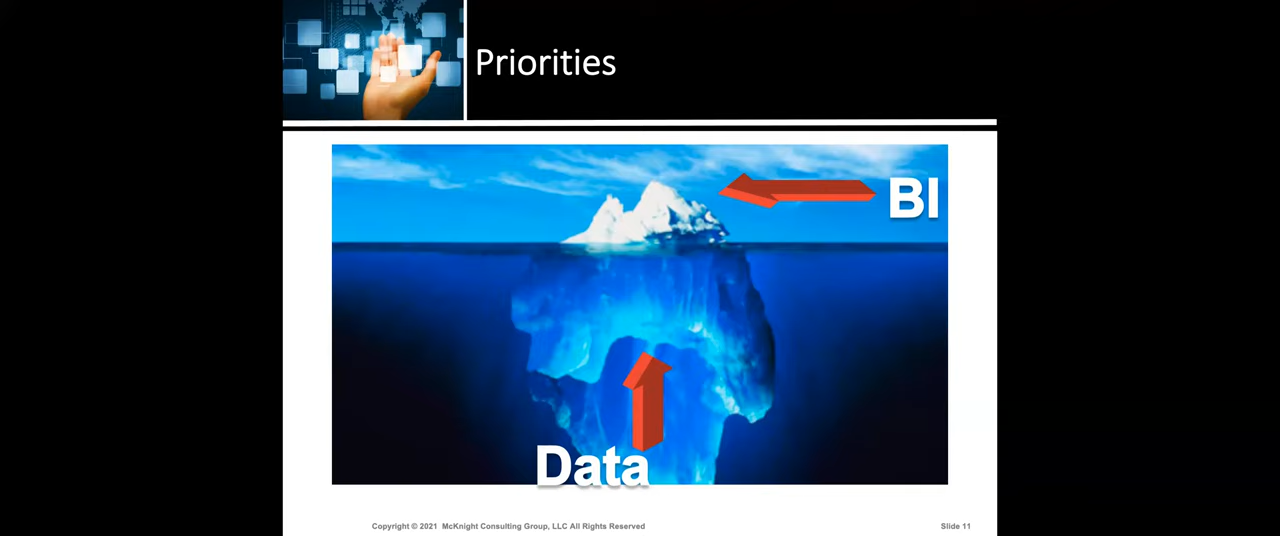 Priorities
BI
Data
Copyright © 2021 McKnight Consulting Group, LLC All Rights Reserved
Slide 11